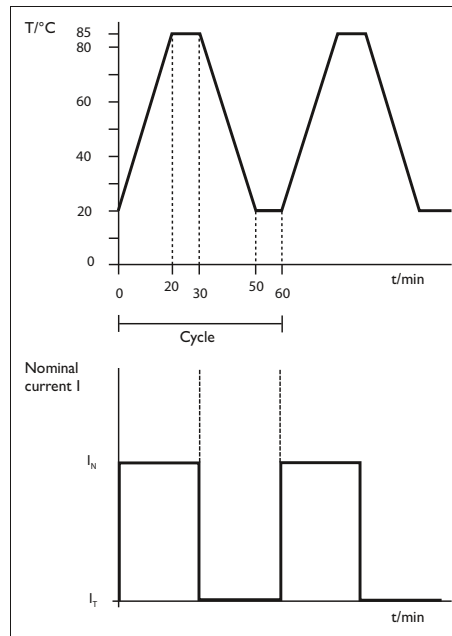 T/°C
85
80
60
40
20
0
0 20 30 50 60
t/min
Cycle
Nominal
current I
I_N
I_T
t/min